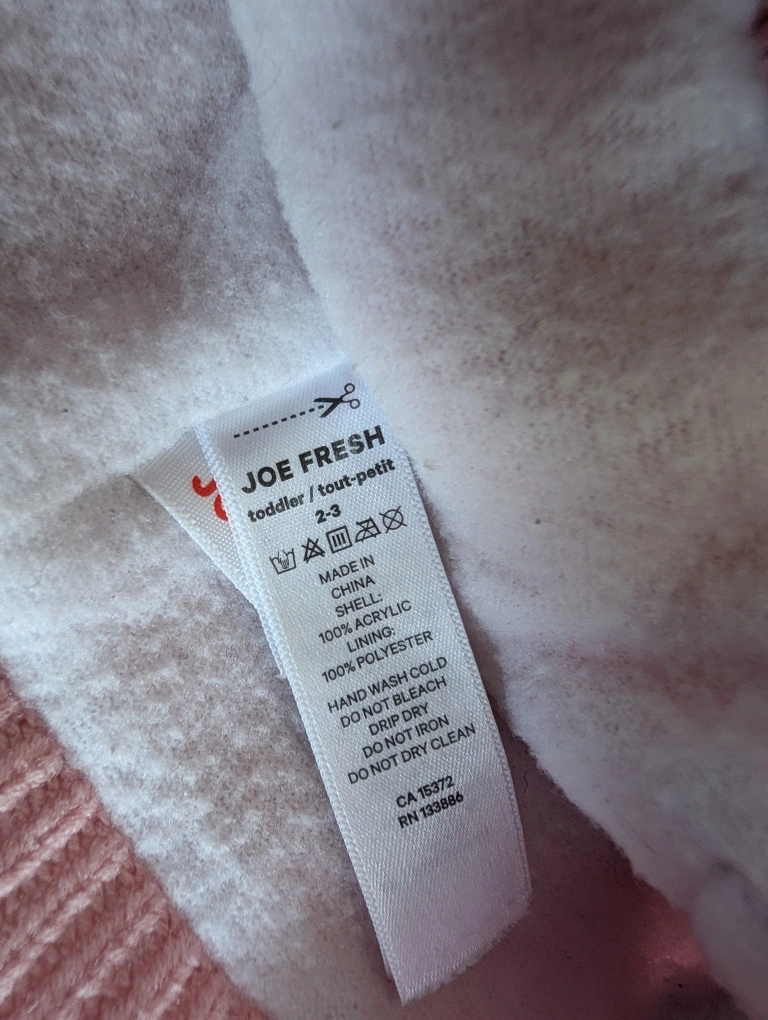 JOE FRESH
toddler / tout-petit
2-3
MADE IN
CHINA
SHELL:
100% ACRYLIC
LINING:
100% POLYESTER
HAND WASH COLD
DO NOT BLEACH
DRIP DRY
DO NOT IRON
DO NOT DRY CLEAN
CA 15372
RN 133886